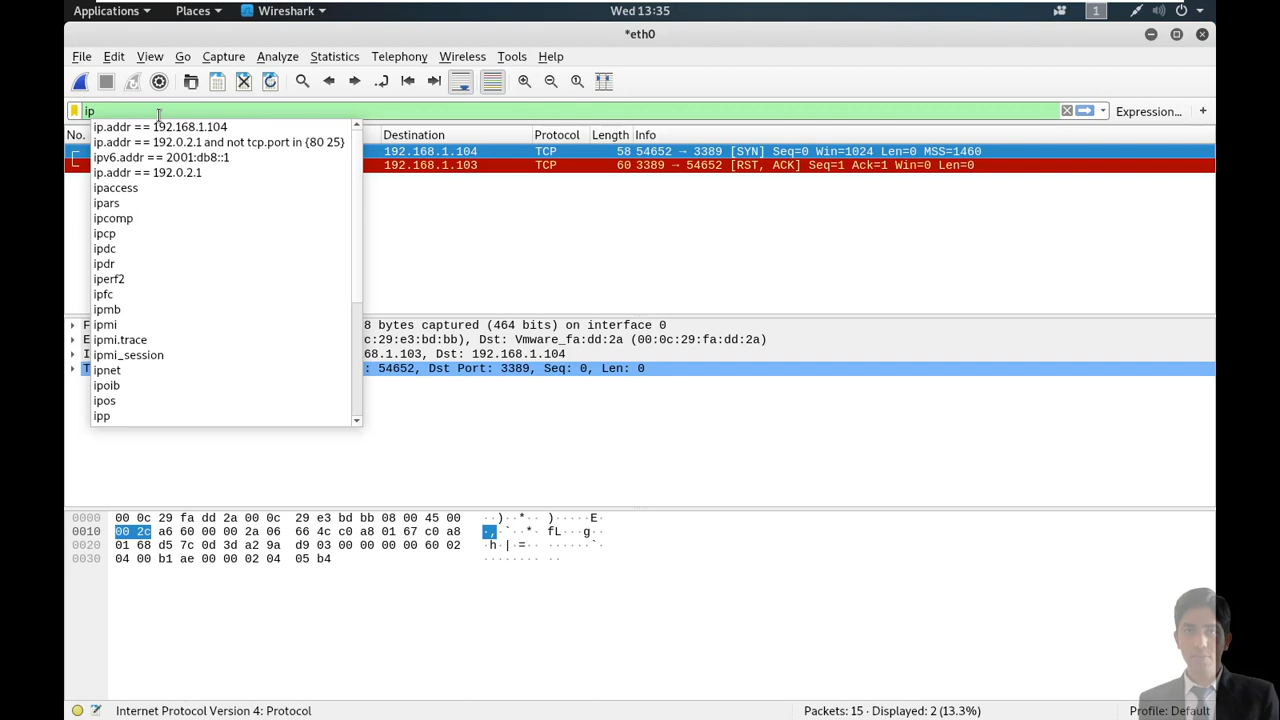 Applications Places Wireshark Wed 13:35 1
*eth0
File Edit View Go Capture Analyze Statistics Telephony Wireless Tools Help
ip Expression... +
No. Destination Protocol Length Info
192.168.1.104 TCP 58 54652 → 3389 [SYN] Seq=0 Win=1024 Len=0 MSS=1460
192.168.1.103 TCP 60 3389 → 54652 [RST, ACK] Seq=1 Ack=1 Win=0 Len=0
ip.addr == 192.168.1.104
ip.addr == 192.0.2.1 and not tcp.port in {80 25}
ipv6.addr == 2001:db8::1
ip.addr == 192.0.2.1
ipaccess
ipars
ipcomp
ipcp
ipdc
ipdr
iperf2
ipfc
ipmb
ipmi
ipmi.trace
ipmi_session
ipnet
ipoib
ipos
ipp
F 8 bytes captured (464 bits) on interface 0
E c:29:e3:bd:bb), Dst: Vmware_fa:dd:2a (00:0c:29:fa:dd:2a)
I 68.1.103, Dst: 192.168.1.104
T : 54652, Dst Port: 3389, Seq: 0, Len: 0
0000 00 0c 29 fa dd 2a 00 0c 29 e3 bd bb 08 00 45 00 ··)··*·· )·····E·
0010 00 2c a6 60 00 00 2a 06 66 4c c0 a8 01 67 c0 a8 ·,·`··*· fL···g··
0020 01 68 d5 7c 0d 3d a2 9a d9 03 00 00 00 00 60 02 ·h·|·=·· ······`·
0030 04 00 b1 ae 00 00 02 04 05 b4 ········ ··
Internet Protocol Version 4: Protocol Packets: 15 · Displayed: 2 (13.3%) Profile: Default